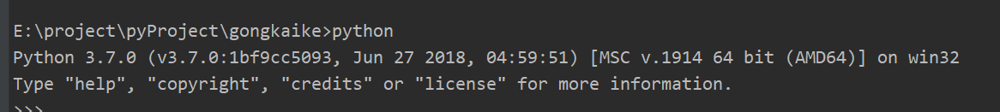 E:\project\pyProject\gongkaike>python
Python 3.7.0 (v3.7.0:1bf9cc5093, Jun 27 2018, 04:59:51) [MSC v.1914 64 bit (AMD64)] on win32
Type "help", "copyright", "credits" or "license" for more information.
>>>